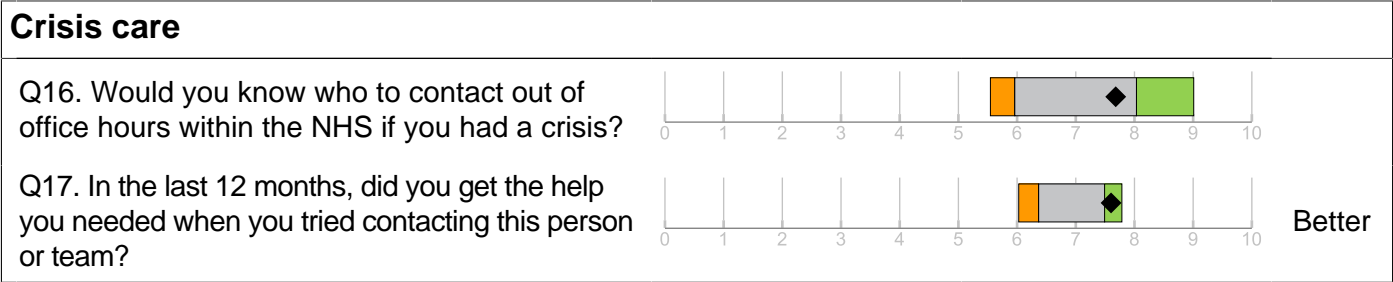 Crisis care
Q16. Would you know who to contact out of
office hours within the NHS if you had a crisis?
0 1 2 3 4 5 6 7 8 9 10
Q17. In the last 12 months, did you get the help
you needed when you tried contacting this person
or team?
0 1 2 3 4 5 6 7 8 9 10
Better